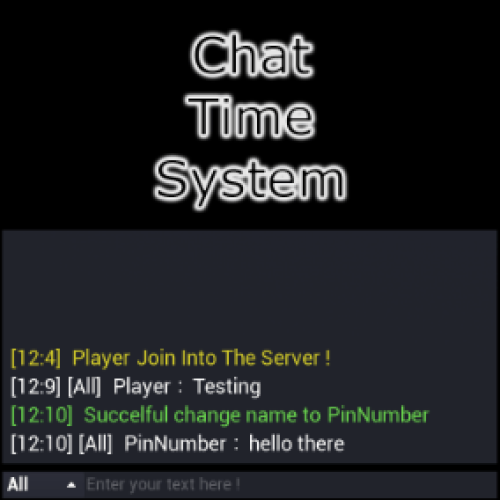 Chat
Time
System
[12:4] Player Join Into The Server !
[12:9] [All] Player : Testing
[12:10] Succelful change name to PinNumber
[12:10] [All] PinNumber : hello there
All Enter your text here !